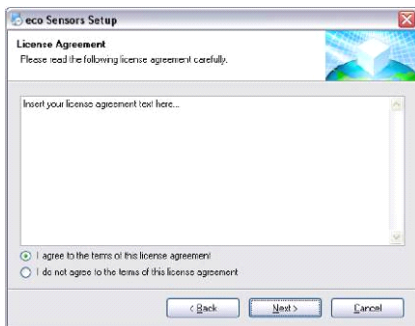 eco Sensors Setup
License Agreement
Please read the following license agreement carefully.
Insert your license agreement text here...
I agree to the terms of this license agreement
I do not agree to the terms of this license agreement
< Back
Next >
Cancel